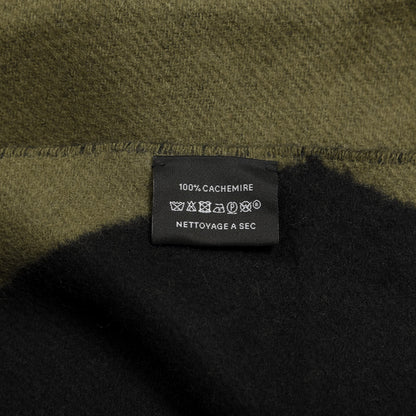 100% CACHEMIRE
NETTOYAGE A SEC